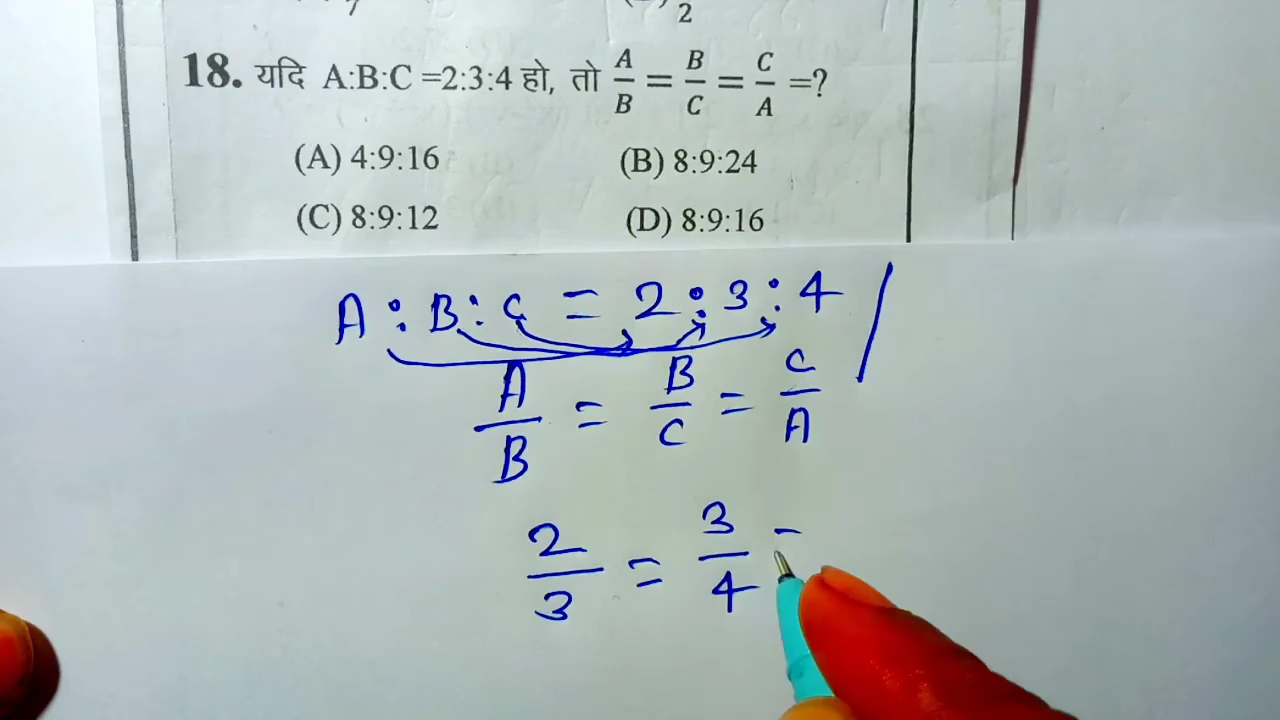 18. यदि A:B:C =2:3:4 हो, तो A/B = B/C = C/A =?
(A) 4:9:16 (B) 8:9:24
(C) 8:9:12 (D) 8:9:16
A : B : C = 2 : 3 : 4 /
A/B = B/C = C/A
2/3 = 3/4 -